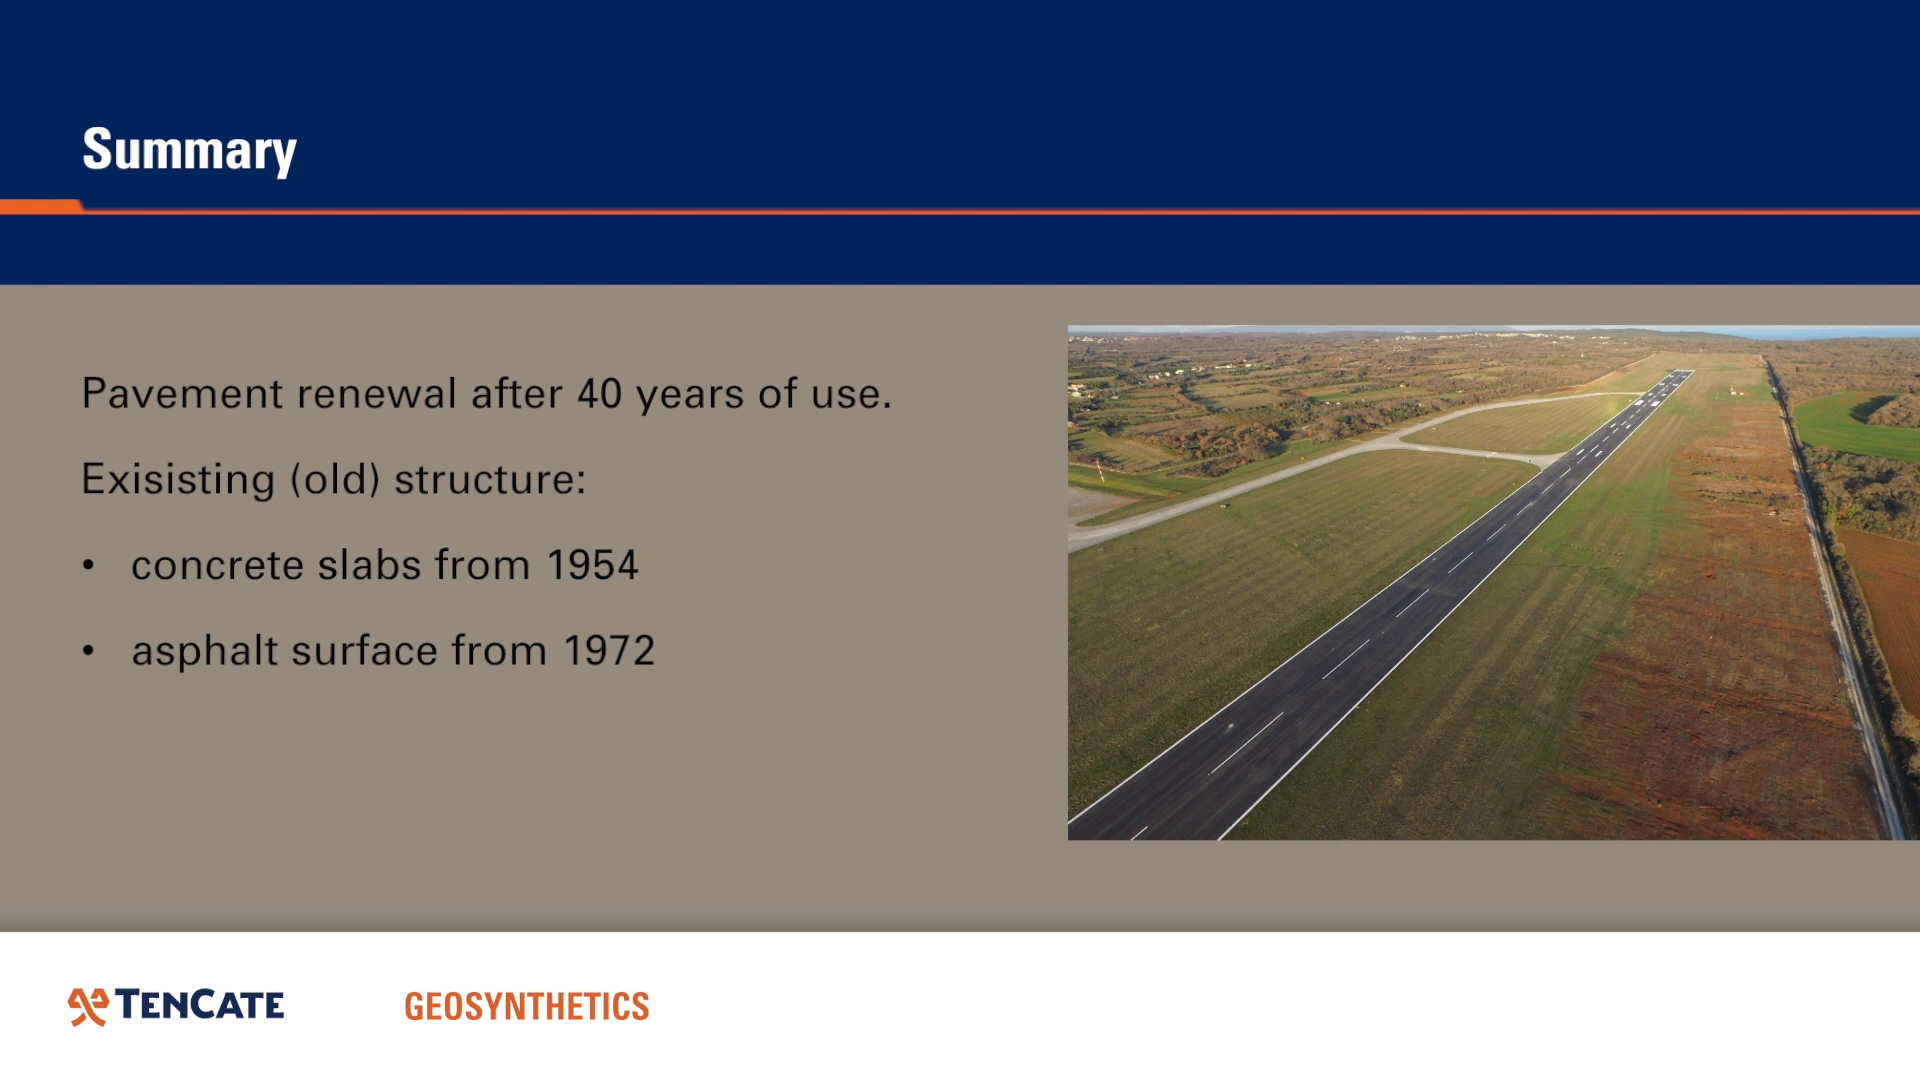 Summary
Pavement renewal after 40 years of use.
Exisisting (old) structure:
• concrete slabs from 1954
• asphalt surface from 1972
TENCATE GEOSYNTHETICS